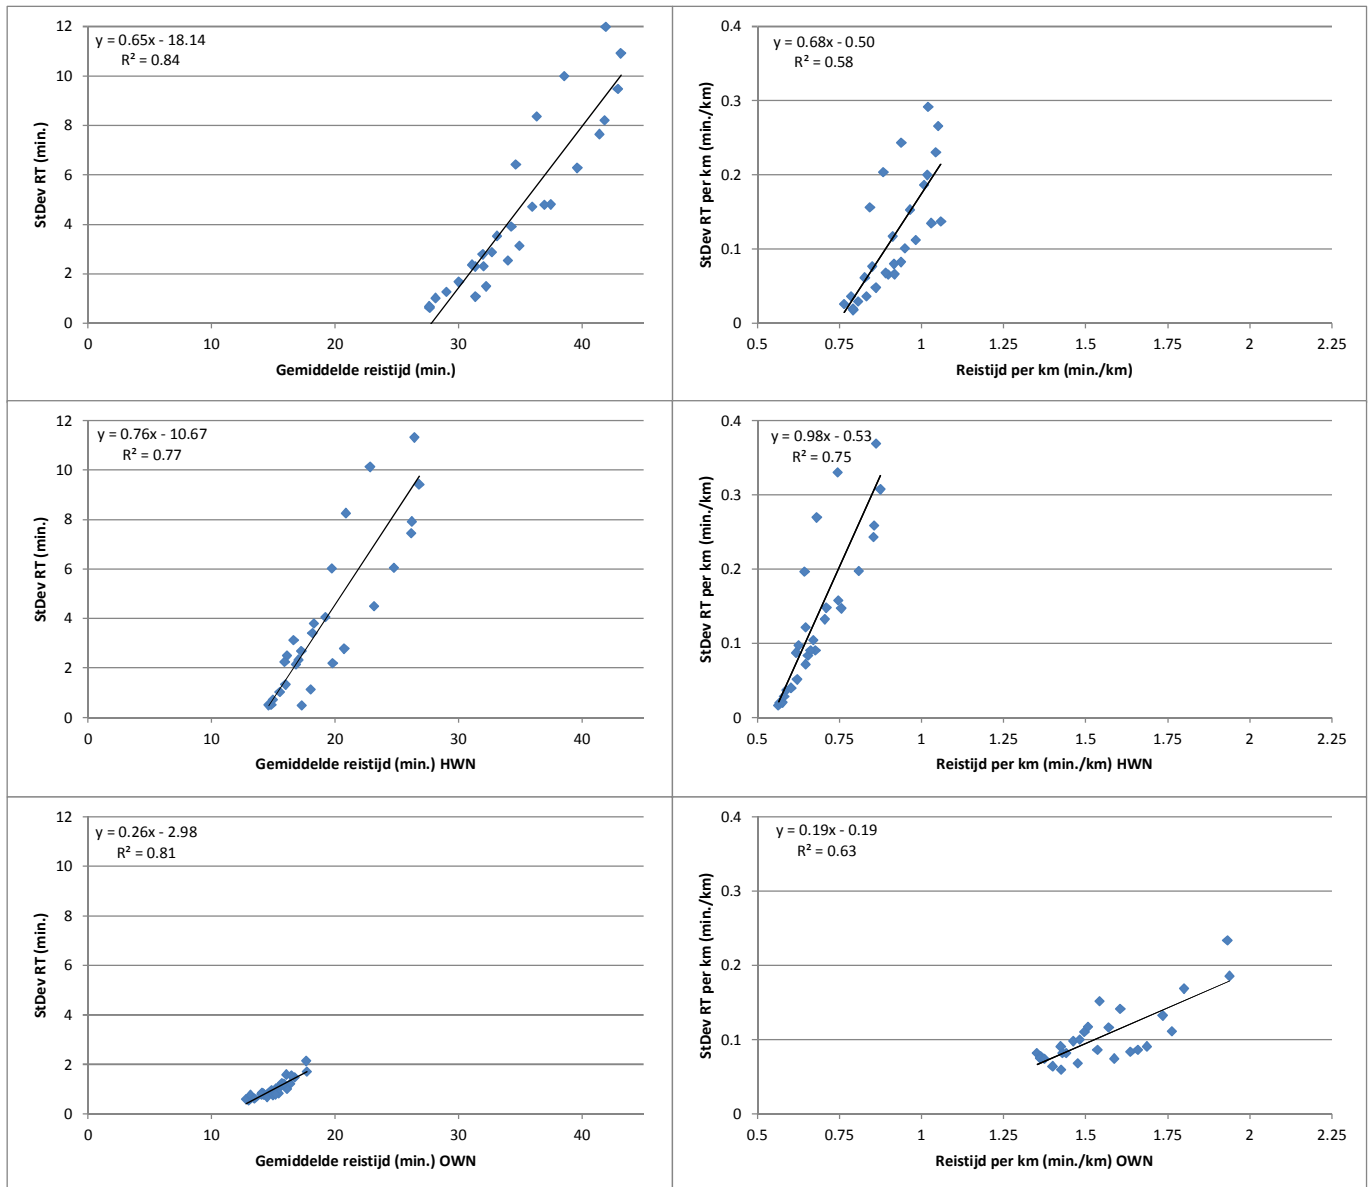 y = 0.65x - 18.14
R² = 0.84
12
10
8
6
4
2
0
0 10 20 30 40
StDev RT (min.)
Gemiddelde reistijd (min.)
y = 0.68x - 0.50
R² = 0.58
0.4
0.3
0.2
0.1
0
0.5 0.75 1 1.25 1.5 1.75 2 2.25
StDev RT per km (min./km)
Reistijd per km (min./km)
y = 0.76x - 10.67
R² = 0.77
12
10
8
6
4
2
0
0 10 20 30 40
StDev RT (min.)
Gemiddelde reistijd (min.) HWN
y = 0.98x - 0.53
R² = 0.75
0.4
0.3
0.2
0.1
0
0.5 0.75 1 1.25 1.5 1.75 2 2.25
StDev RT per km (min./km)
Reistijd per km (min./km) HWN
y = 0.26x - 2.98
R² = 0.81
12
10
8
6
4
2
0
0 10 20 30 40
StDev RT (min.)
Gemiddelde reistijd (min.) OWN
y = 0.19x - 0.19
R² = 0.63
0.4
0.3
0.2
0.1
0
0.5 0.75 1 1.25 1.5 1.75 2 2.25
StDev RT per km (min./km)
Reistijd per km (min./km) OWN